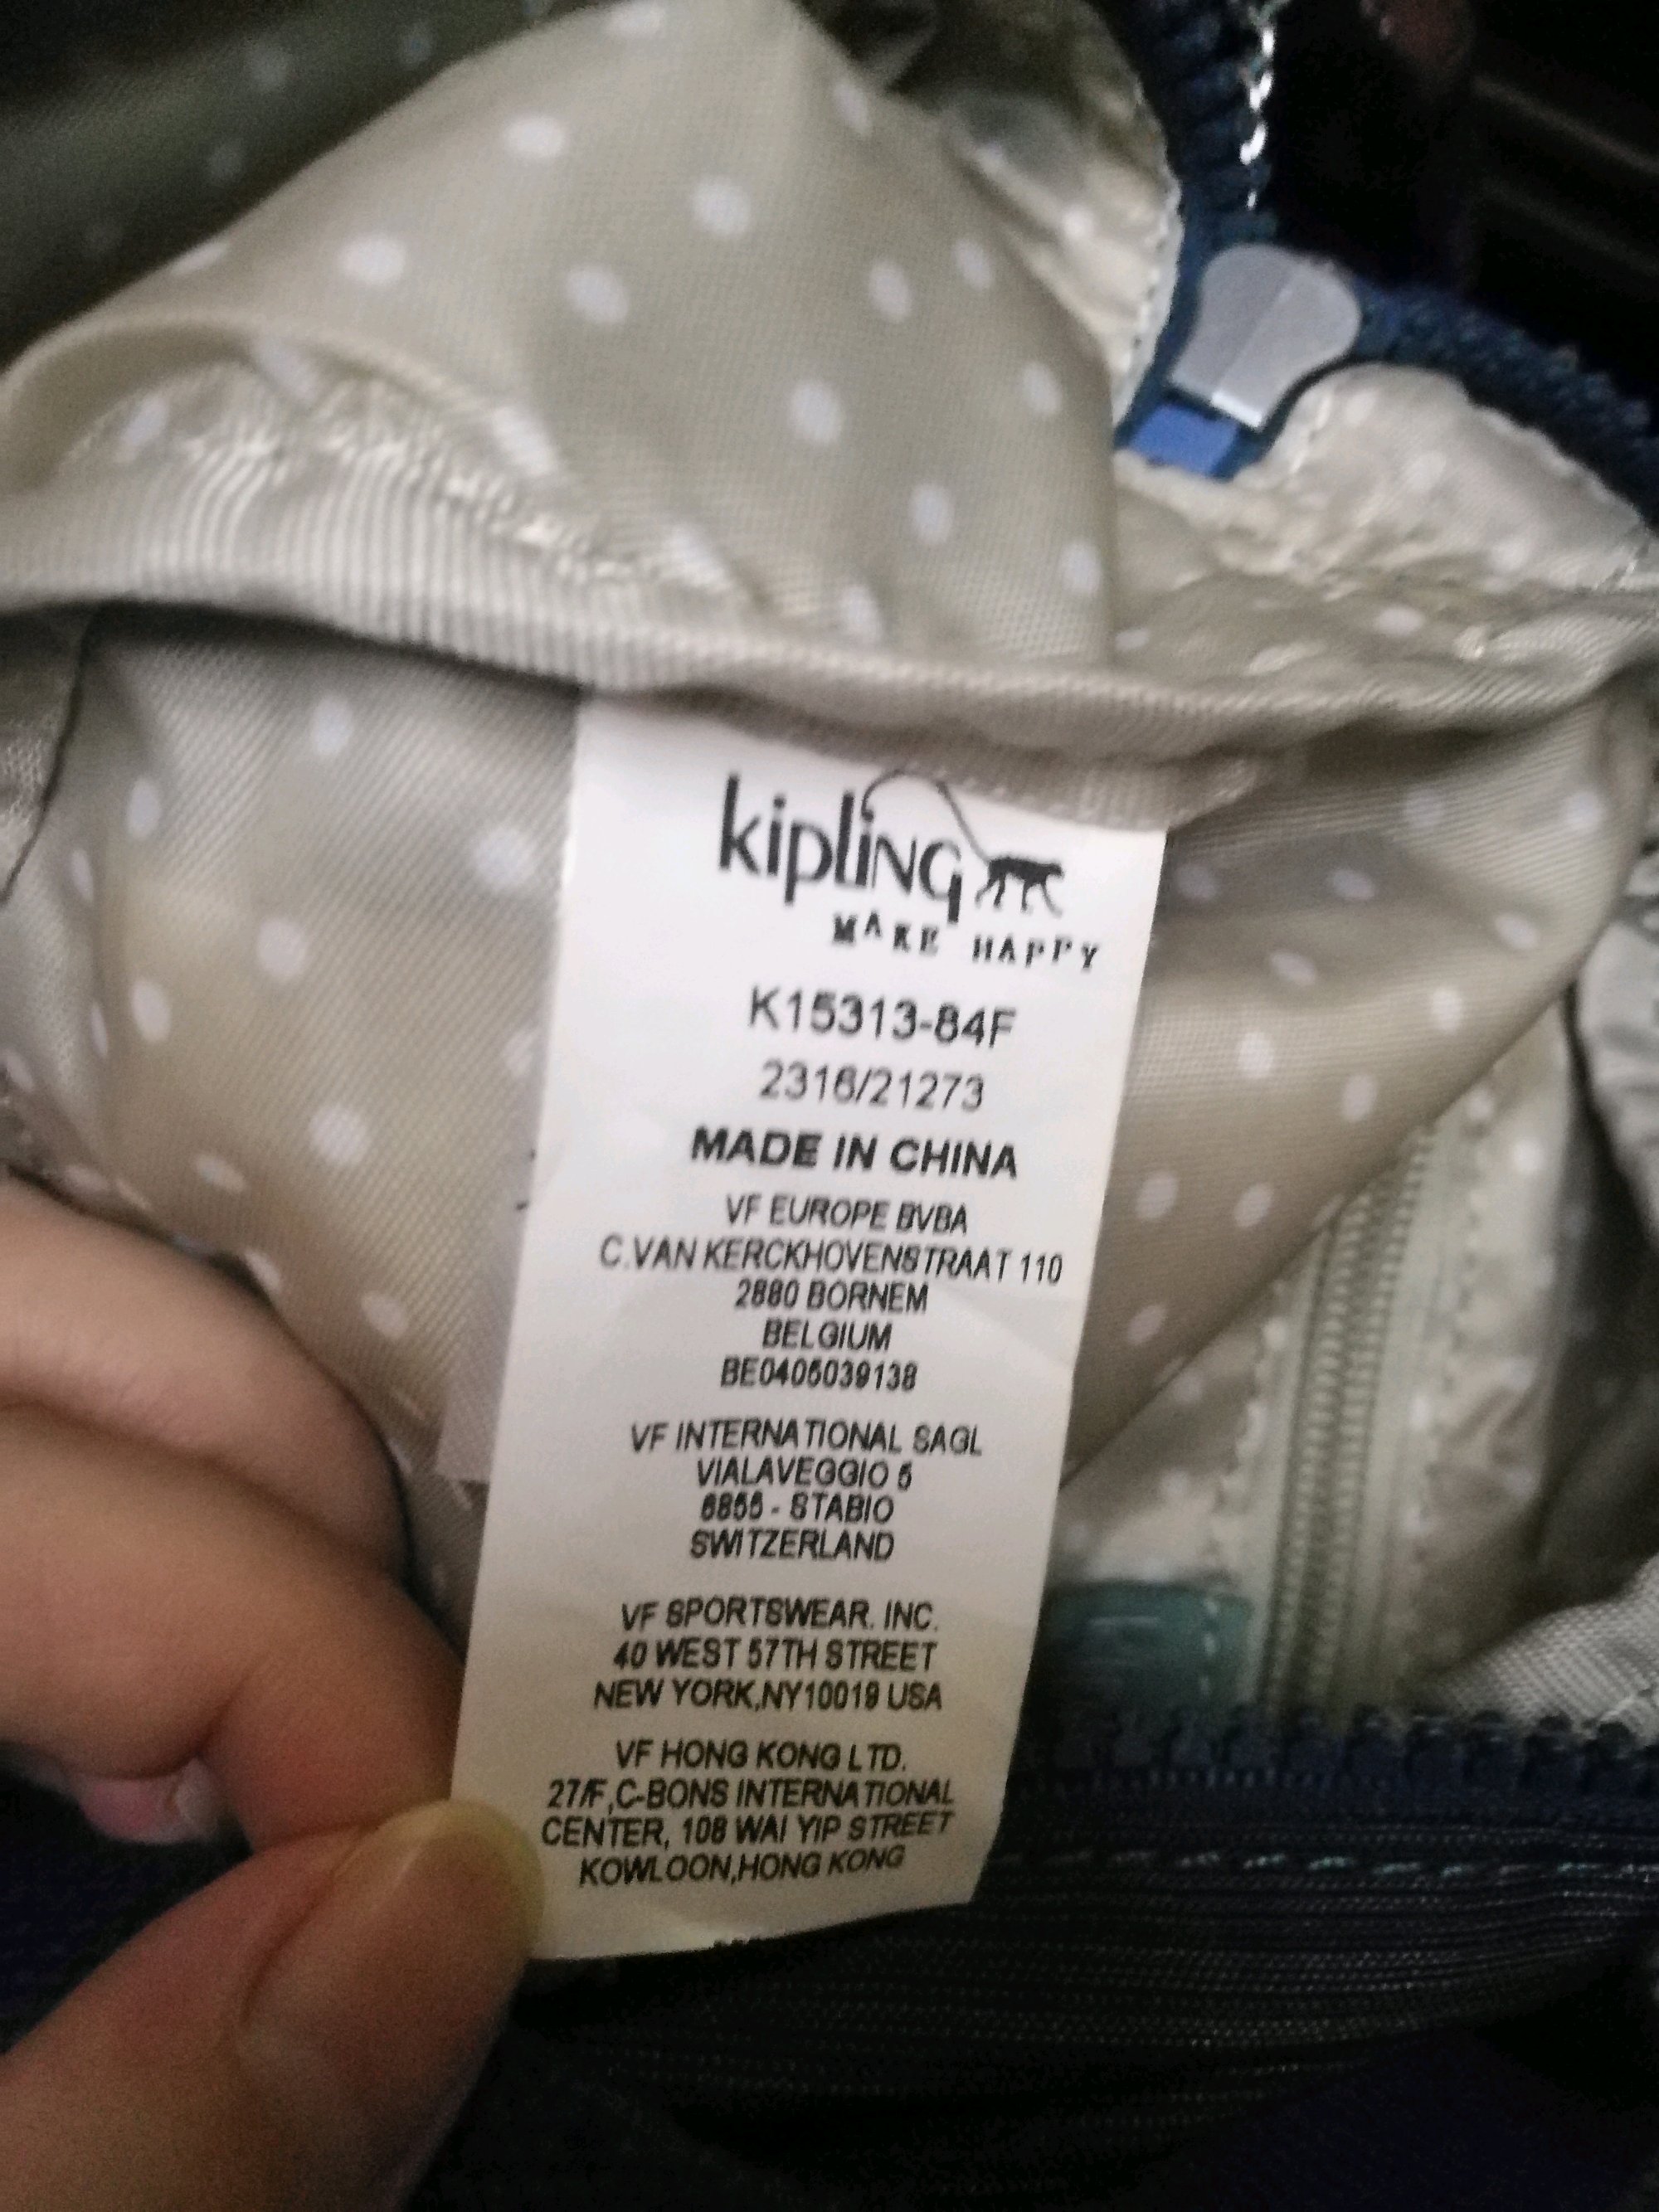 kipling
MAKE HAPPY
K15313-84F
2316/21273
MADE IN CHINA
VF EUROPE BVBA
C.VAN KERCKHOVENSTRAAT 110
2880 BORNEM
BELGIUM
BE0405039138
VF INTERNATIONAL SAGL
VIALAVEGGIO 5
6855 - STABIO
SWITZERLAND
VF SPORTSWEAR. INC.
40 WEST 57TH STREET
NEW YORK,NY10019 USA
VF HONG KONG LTD.
27/F,C-BONS INTERNATIONAL
CENTER, 108 WAI YIP STREET
KOWLOON,HONG KONG